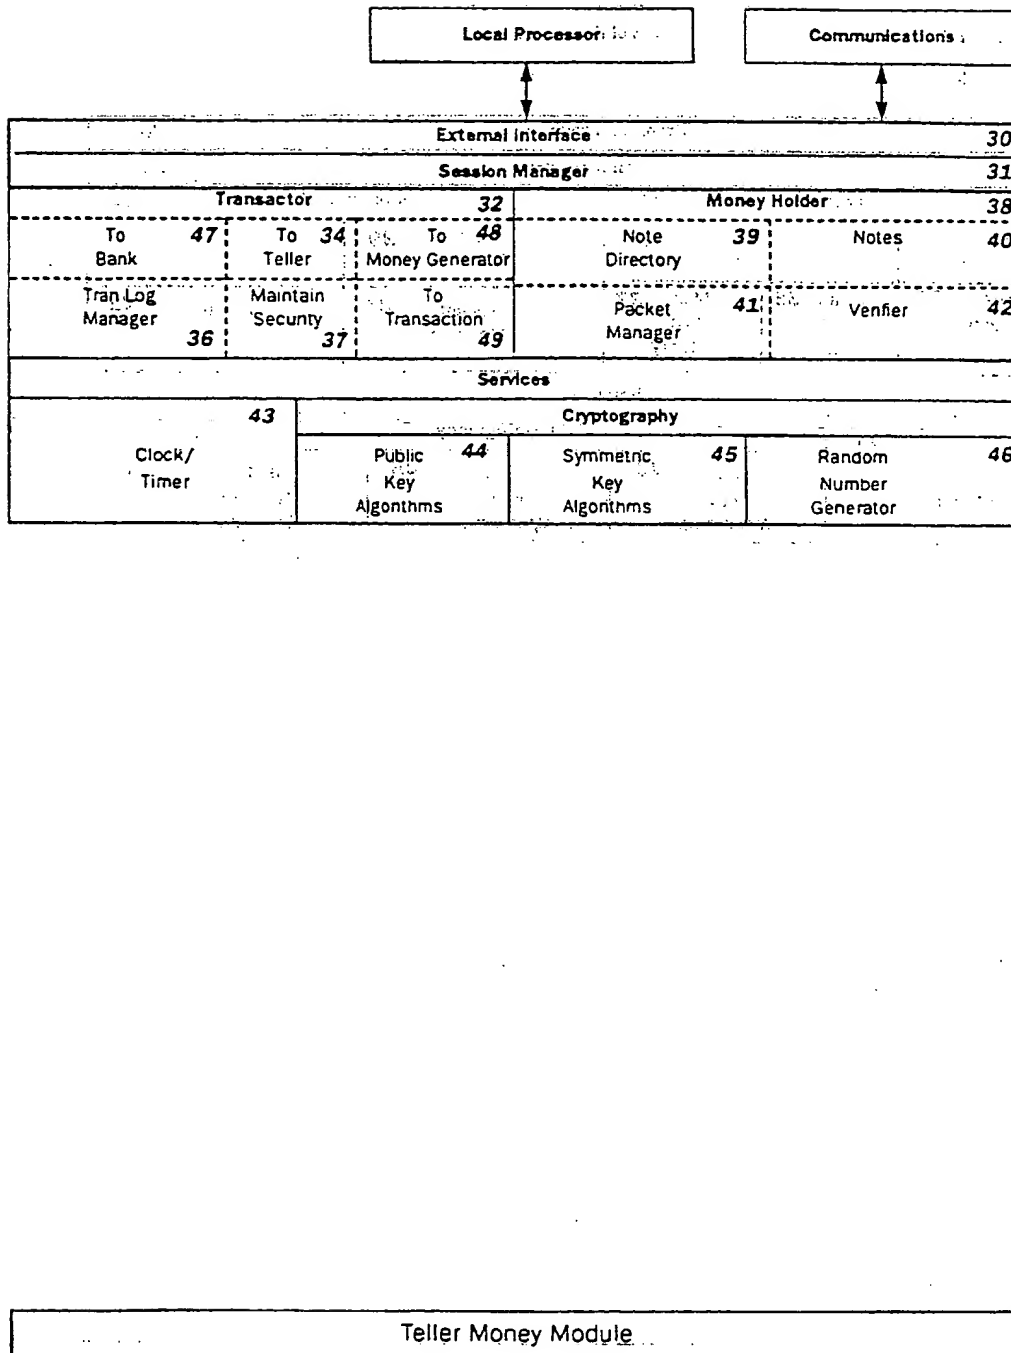 Local Processor
Communications
External Interface 30
Session Manager 31
Transactor 32
Money Holder 38
To 47
Bank
To 34
Teller
To 48
Money Generator
Note 39
Directory
Notes 40
Tran Log
Manager
36
Maintain
Security
37
To
Transaction
49
Packet 41
Manager
Verifier 42
Services
43
Clock/
Timer
Cryptography
Public 44
Key
Algorithms
Symmetric 45
Key
Algorithms
Random 46
Number
Generator
Teller Money Module